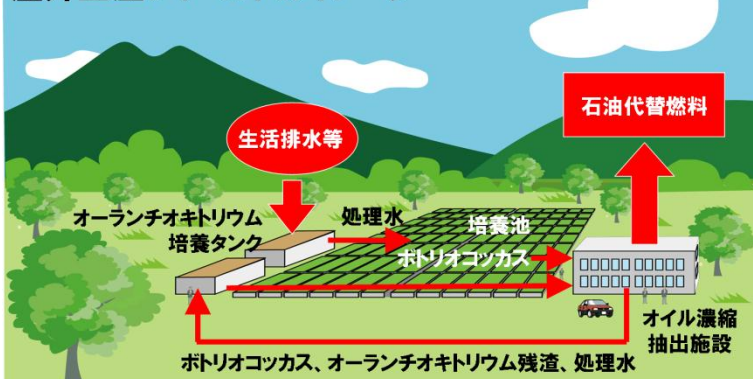 石油代替燃料
生活排水等
オーランチオキトリウム
培養タンク
処理水
培養池
ボトリオコッカス
オイル濃縮
抽出施設
ボトリオコッカス、オーランチオキトリウム残渣、処理水